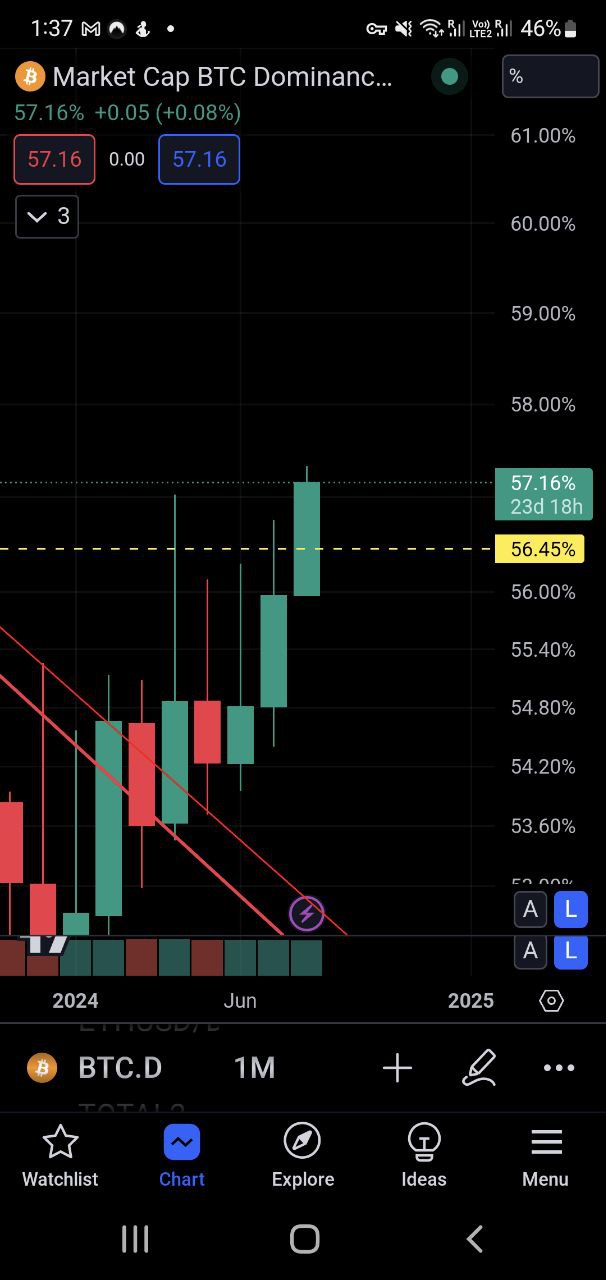 1:37 46%
Market Cap BTC Dominanc... %
57.16% +0.05 (+0.08%)
61.00%
57.16 0.00 57.16
3
60.00%
59.00%
58.00%
57.16%
23d 18h
56.45%
56.00%
55.40%
54.80%
54.20%
53.60%
A L
A L
2024 Jun 2025
BTC.D 1M
Watchlist Chart Explore Ideas Menu